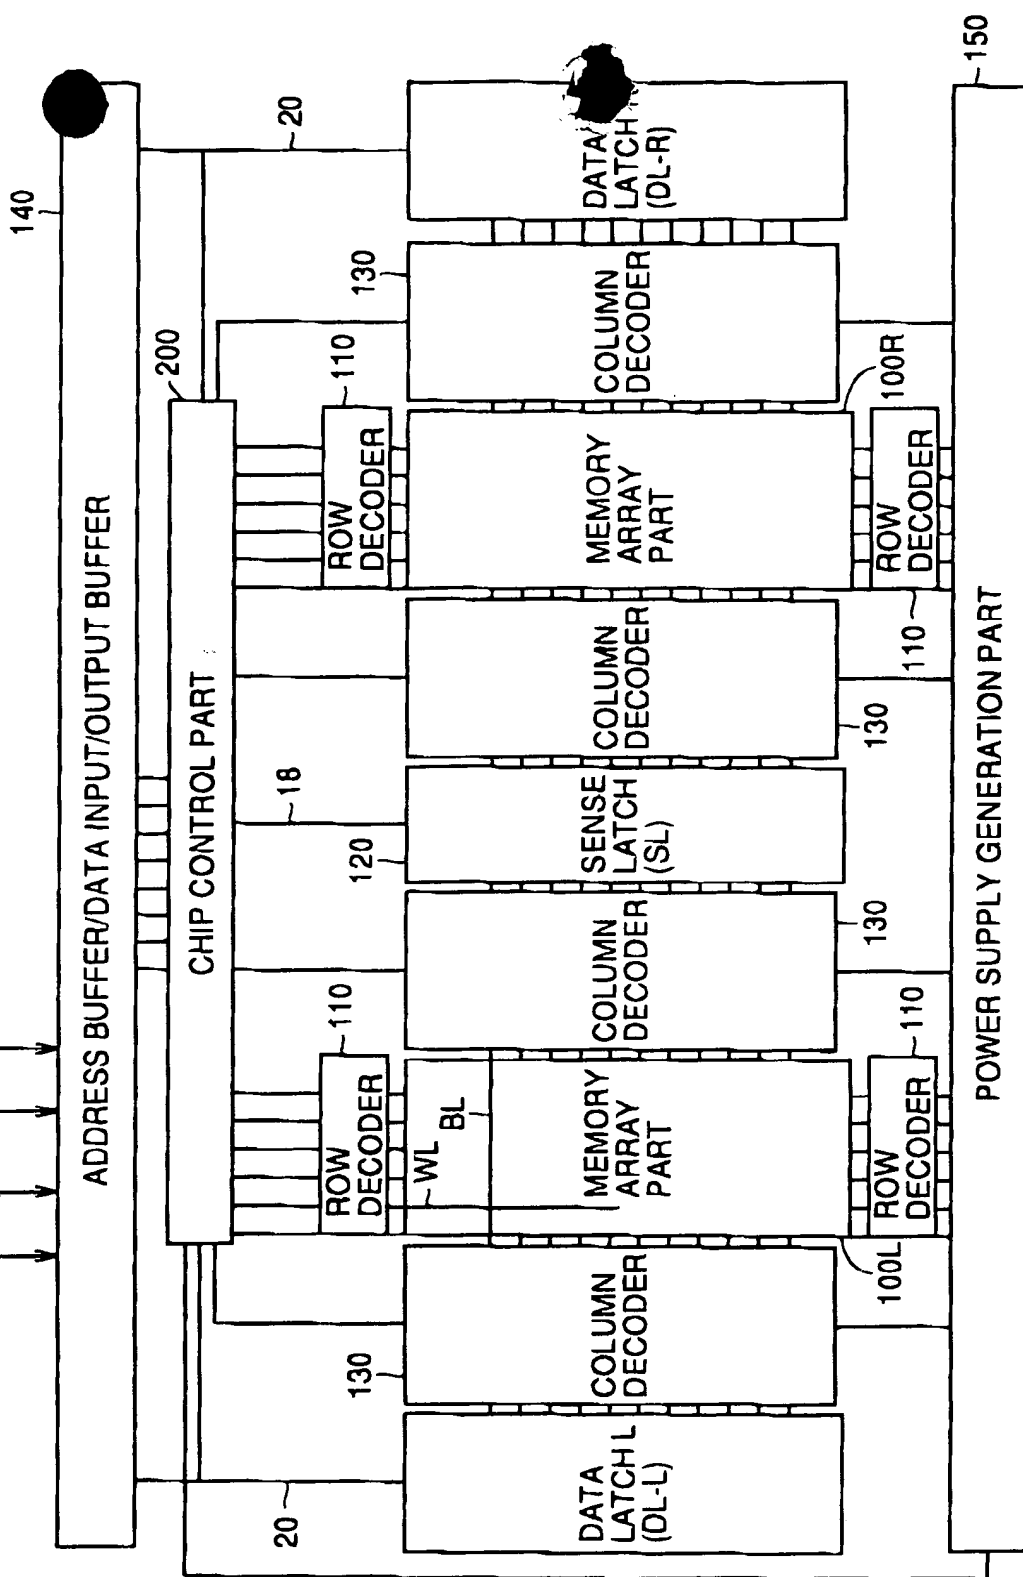 140
ADDRESS BUFFER/DATA INPUT/OUTPUT BUFFER
200
CHIP CONTROL PART
20
18
20
110
ROW
DECODER
110
ROW
DECODER
WL
BL
130
120
130
DATA
LATCH L
(DL-L)
COLUMN
DECODER
MEMORY
ARRAY
PART
COLUMN
DECODER
SENSE
LATCH
(SL)
COLUMN
DECODER
MEMORY
ARRAY
PART
COLUMN
DECODER
DATA
LATCH
(DL-R)
100L
130
130
100R
ROW
DECODER
110
ROW
DECODER
110
150
POWER SUPPLY GENERATION PART